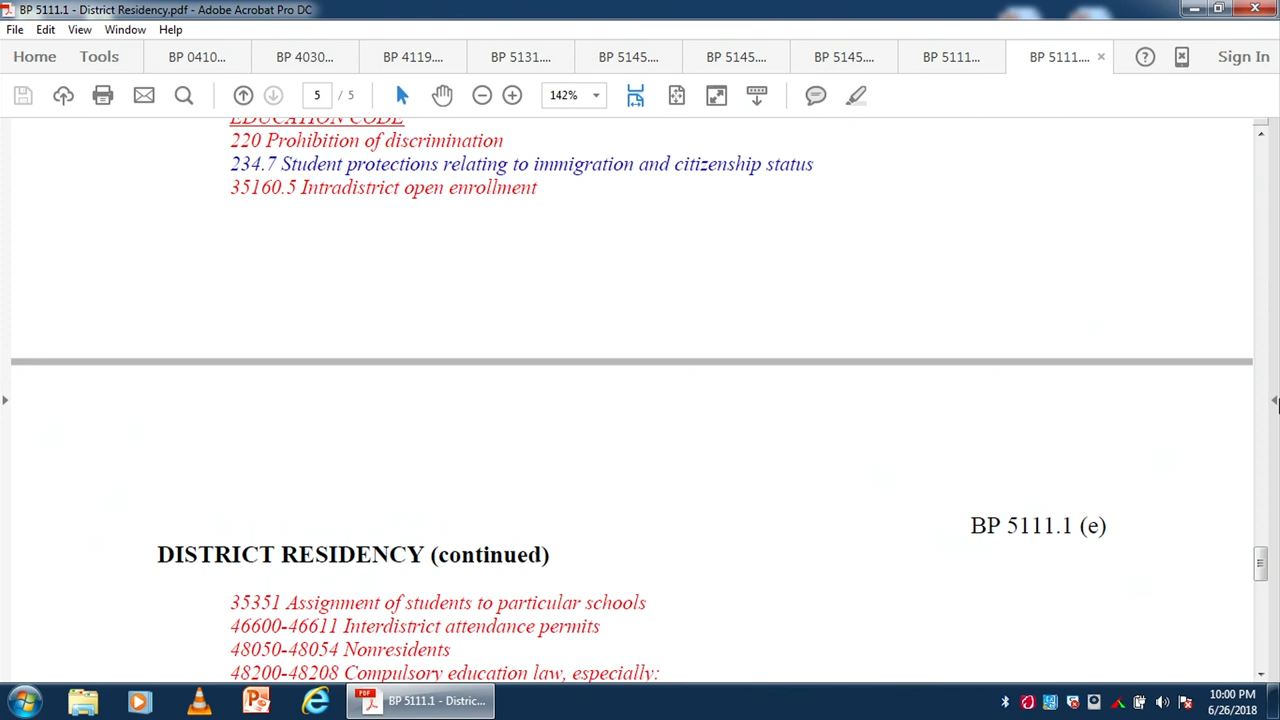 BP 5111.1 - District Residency.pdf - Adobe Acrobat Pro DC
File Edit View Window Help
Home Tools BP 0410... BP 4030... BP 4119.... BP 5131.... BP 5145.... BP 5145.... BP 5145.... BP 5111... BP 5111.... Sign In
5 / 5 142%
EDUCATION CODE
220 Prohibition of discrimination
234.7 Student protections relating to immigration and citizenship status
35160.5 Intradistrict open enrollment
BP 5111.1 (e)
DISTRICT RESIDENCY (continued)
35351 Assignment of students to particular schools
46600-46611 Interdistrict attendance permits
48050-48054 Nonresidents
48200-48208 Compulsory education law, especially:
BP 5111.1 - Distric...
10:00 PM
6/26/2018